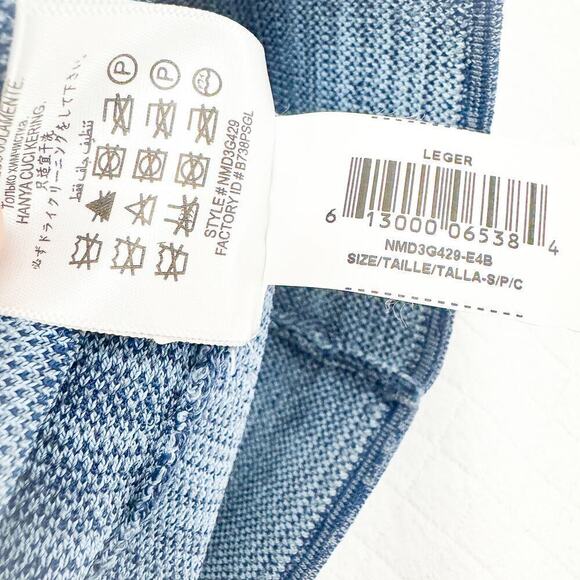 Только химчистка.
HANYA CUCI KERING.
只适宜干洗
必ずドライクリーニングをして下さい。
تنظيف جاف فقط
P P
STYLE #NMD3G429
FACTORY ID #B738PSGL
LEGER
6 13000 06538 4
NMD3G429-E4B
SIZE/TAILLE/TALLA-S/P/C